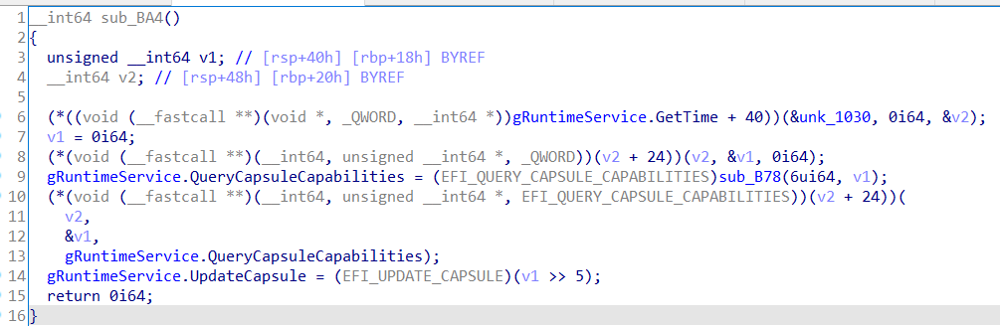 1 __int64 sub_BA4()
2 {
3   unsigned __int64 v1; // [rsp+40h] [rbp+18h] BYREF
4   __int64 v2; // [rsp+48h] [rbp+20h] BYREF
5
6   (*((void (__fastcall **)(void *, _QWORD, __int64 *))gRuntimeService.GetTime + 40))(&unk_1030, 0i64, &v2);
7   v1 = 0i64;
8   (*(void (__fastcall **)(__int64, unsigned __int64 *, _QWORD))(v2 + 24))(v2, &v1, 0i64);
9   gRuntimeService.QueryCapsuleCapabilities = (EFI_QUERY_CAPSULE_CAPABILITIES)sub_B78(6ui64, v1);
10   (*(void (__fastcall **)(__int64, unsigned __int64 *, EFI_QUERY_CAPSULE_CAPABILITIES))(v2 + 24))(
11     v2,
12     &v1,
13     gRuntimeService.QueryCapsuleCapabilities);
14   gRuntimeService.UpdateCapsule = (EFI_UPDATE_CAPSULE)(v1 >> 5);
15   return 0i64;
16 }